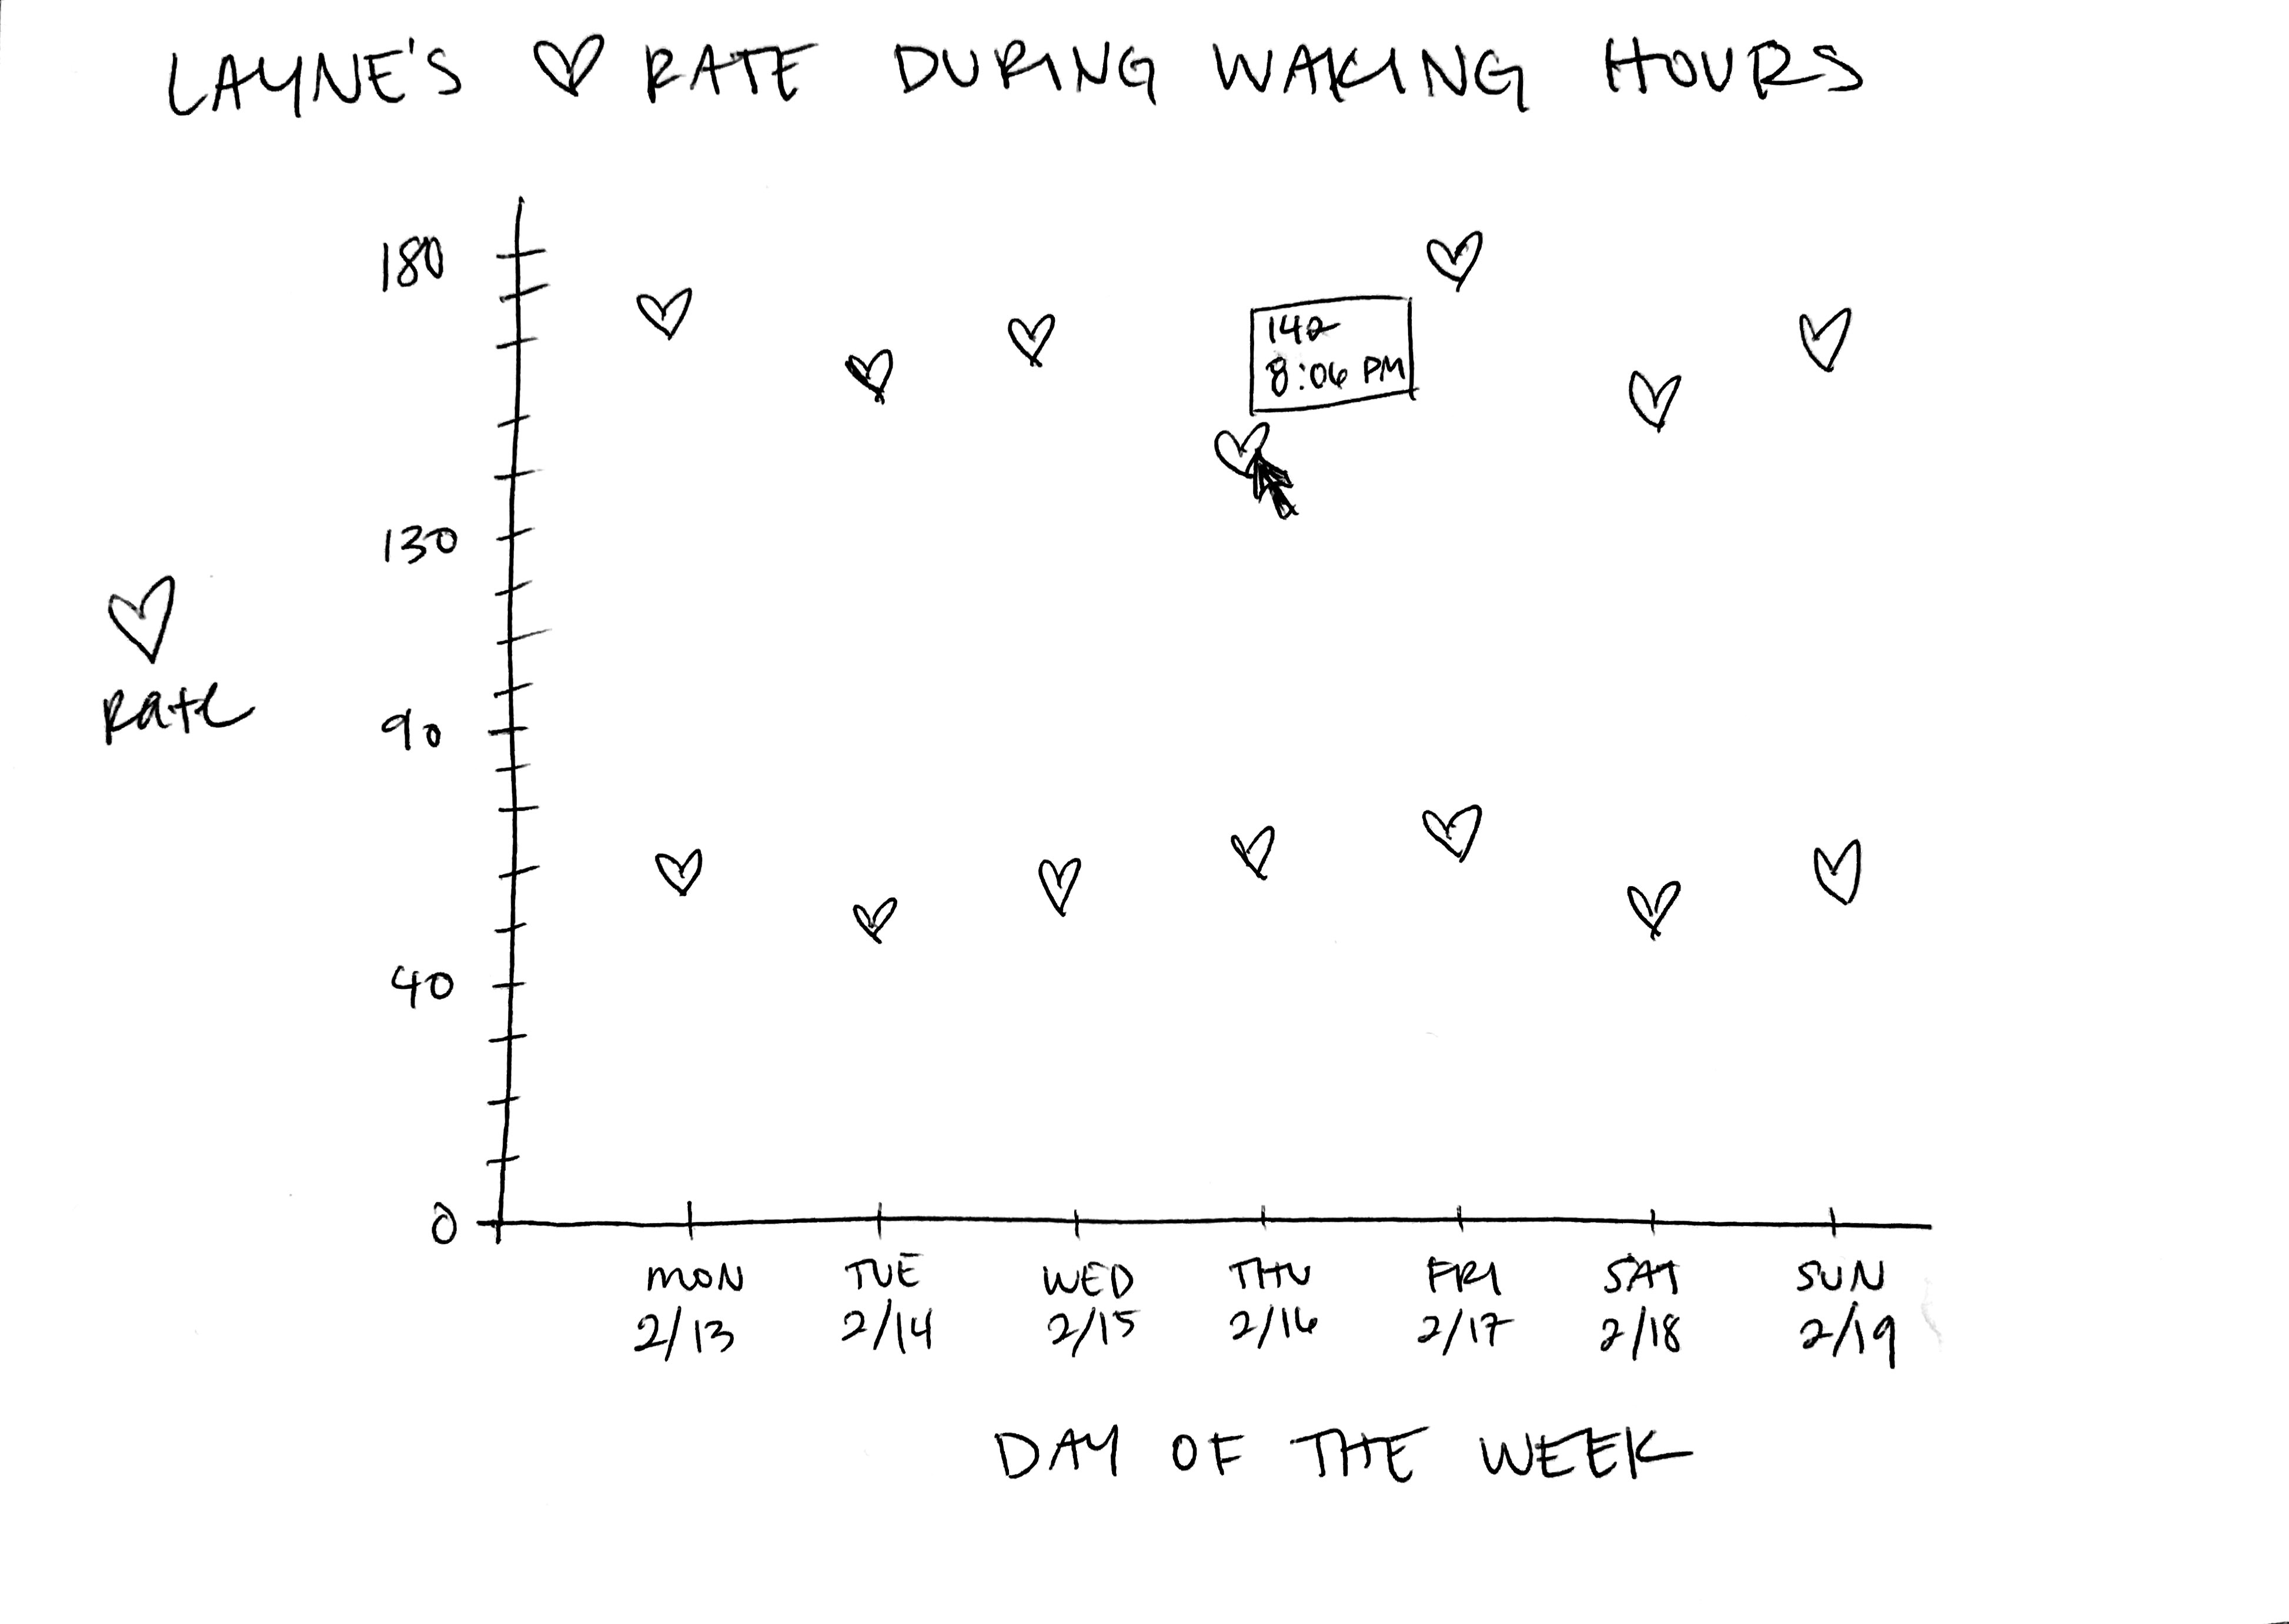 LAYNE'S ♡ RATE DURING WAKING HOURS
180
130
90
40
0
♡
Rate
142
8:06 PM
MON TUE WED THU FRI SAT SUN
2/13 2/14 2/15 2/16 2/17 2/18 2/19
DAY OF THE WEEK